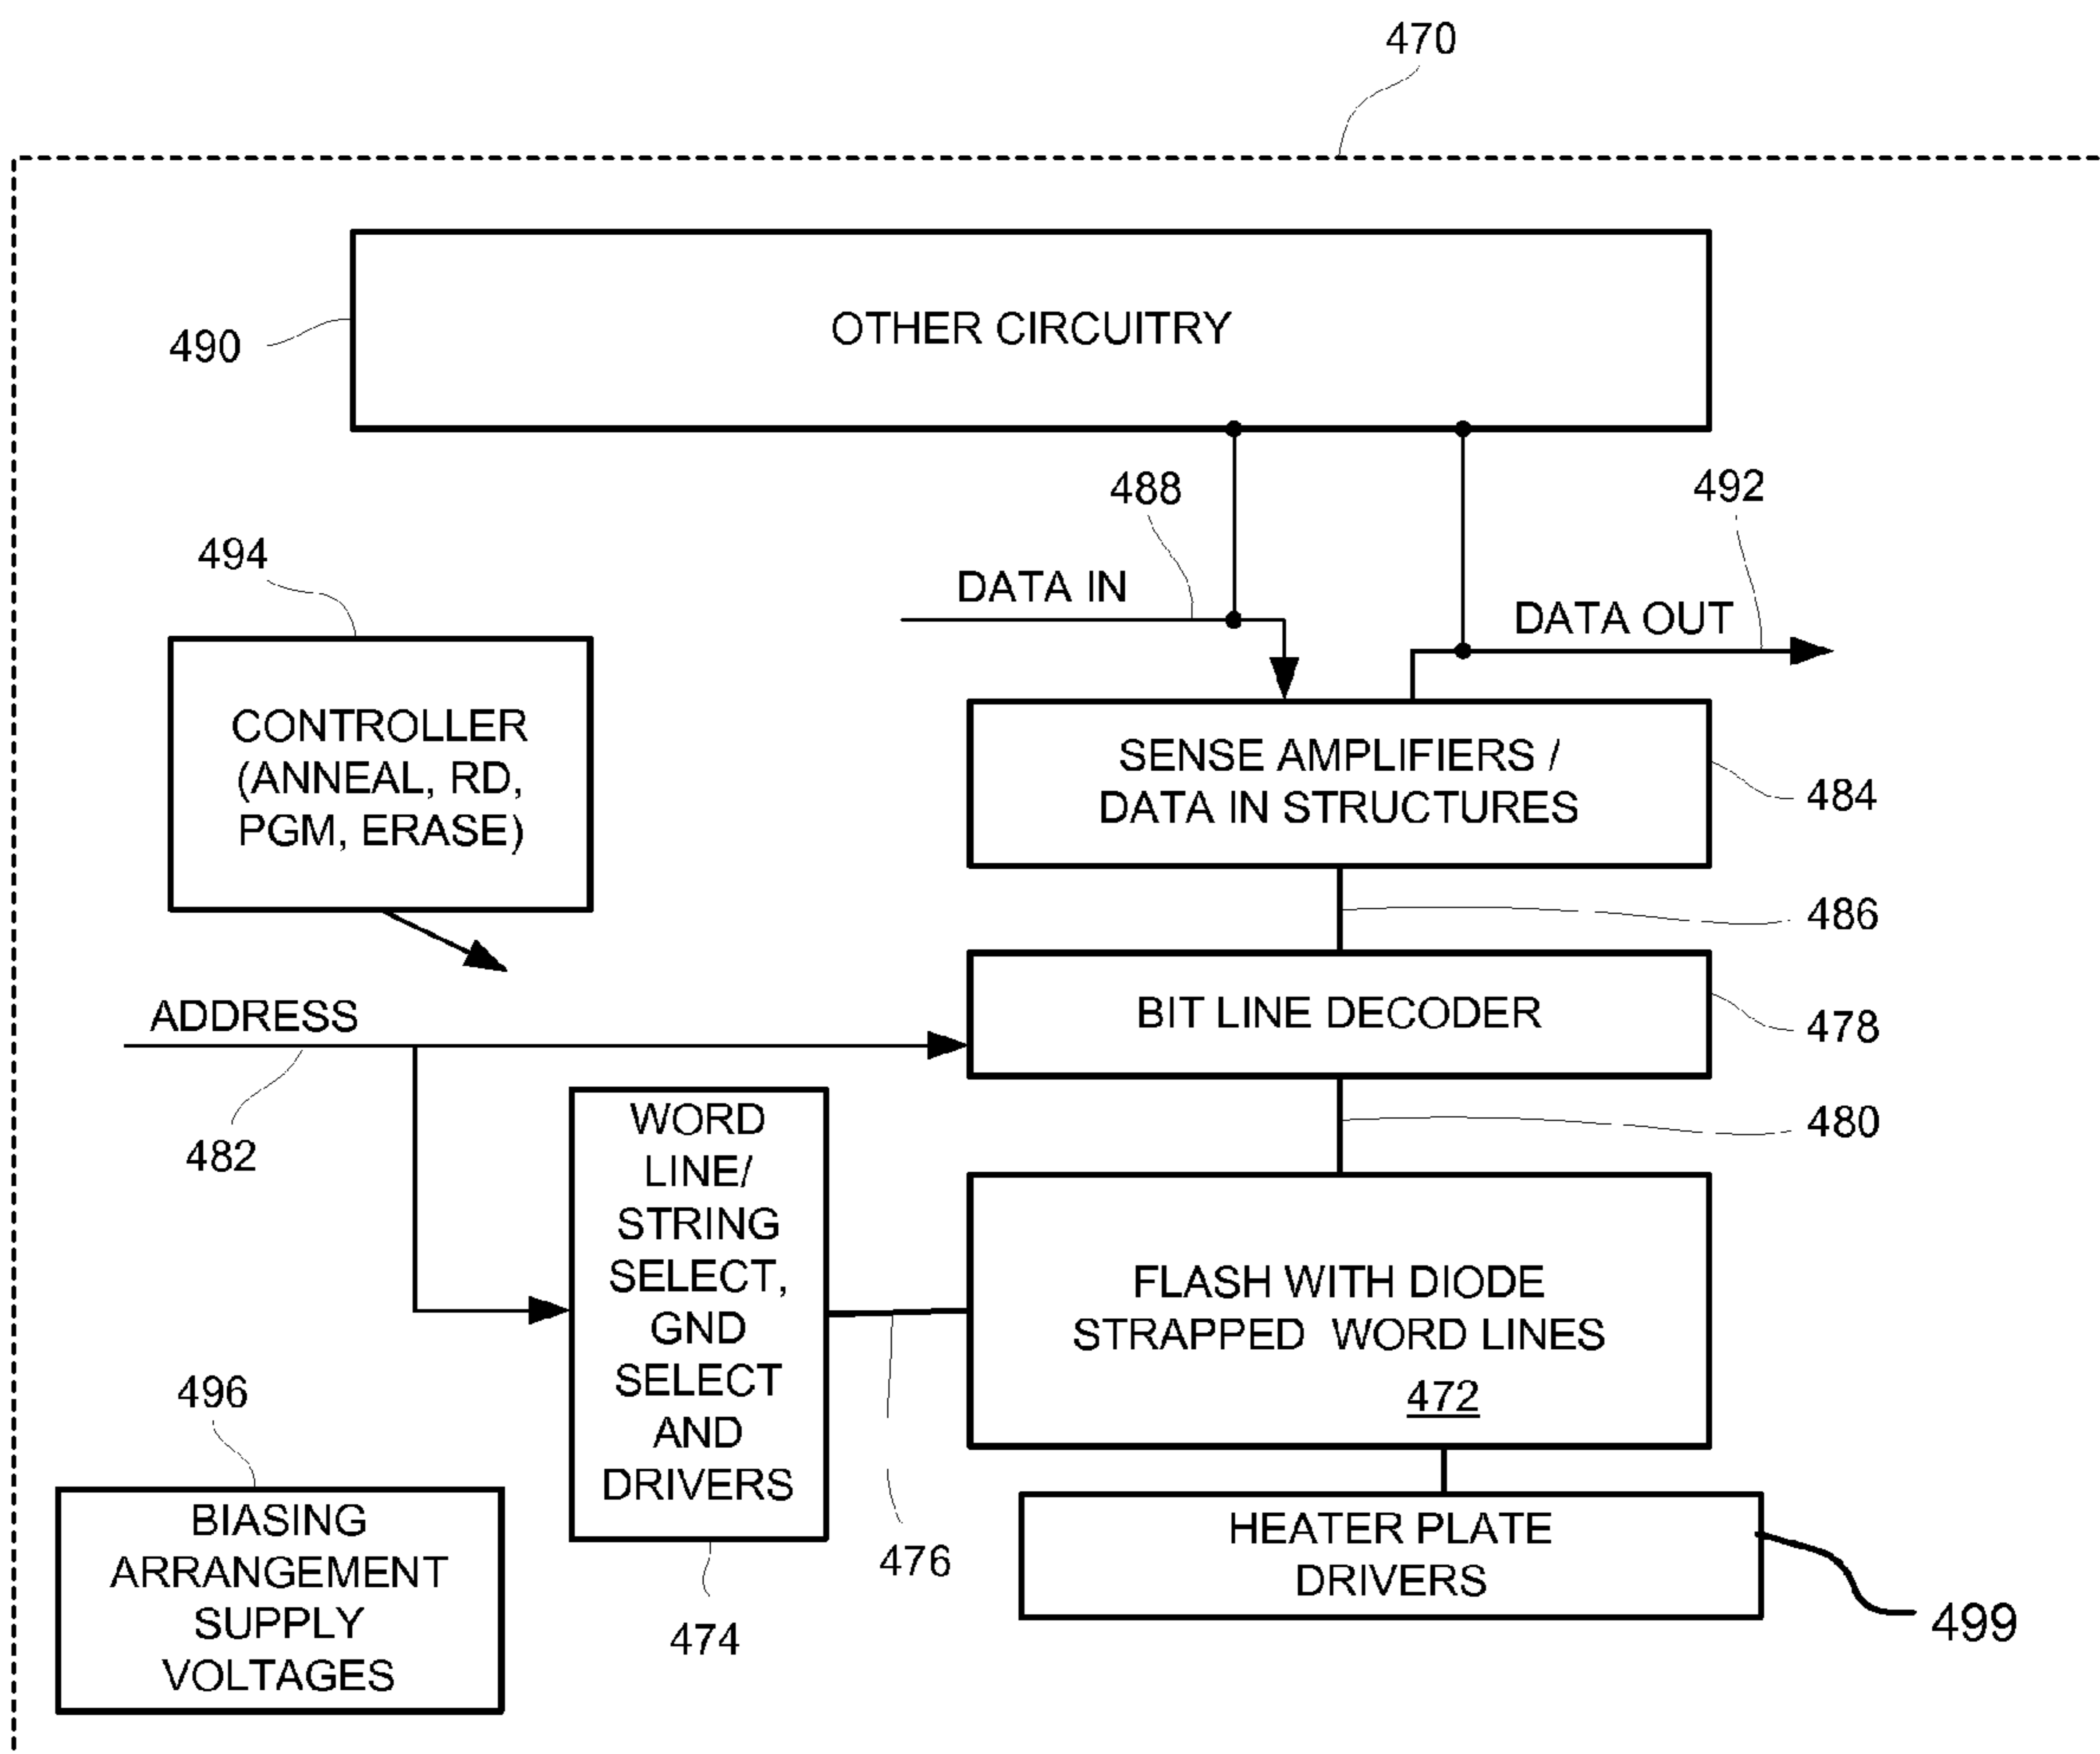 470
OTHER CIRCUITRY
490
488
492
DATA IN
DATA OUT
494
CONTROLLER
(ANNEAL, RD,
PGM, ERASE)
SENSE AMPLIFIERS /
DATA IN STRUCTURES
484
486
ADDRESS
BIT LINE DECODER
478
482
480
WORD
LINE/
STRING
SELECT,
GND
SELECT
AND
DRIVERS
FLASH WITH DIODE
STRAPPED WORD LINES
472
496
BIASING
ARRANGEMENT
SUPPLY
VOLTAGES
474
476
HEATER PLATE
DRIVERS
499